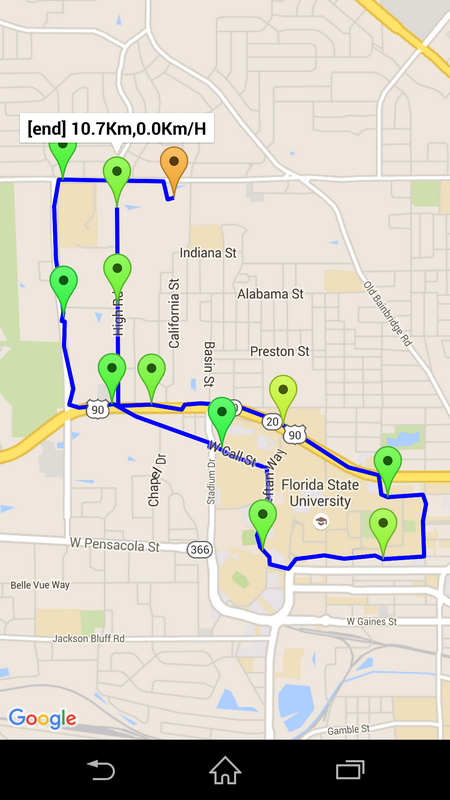 [end] 10.7Km,0.0Km/H
Indiana St
High Rd
California St
Alabama St
Old Bainbridge Rd
Basin St
Preston St
90
20
90
W Call St
Stadium Dr
Chapel Dr
Way
Florida State
University
W Pensacola St
366
Belle Vue Way
W Gaines St
Jackson Bluff Rd
Google
Gamble St